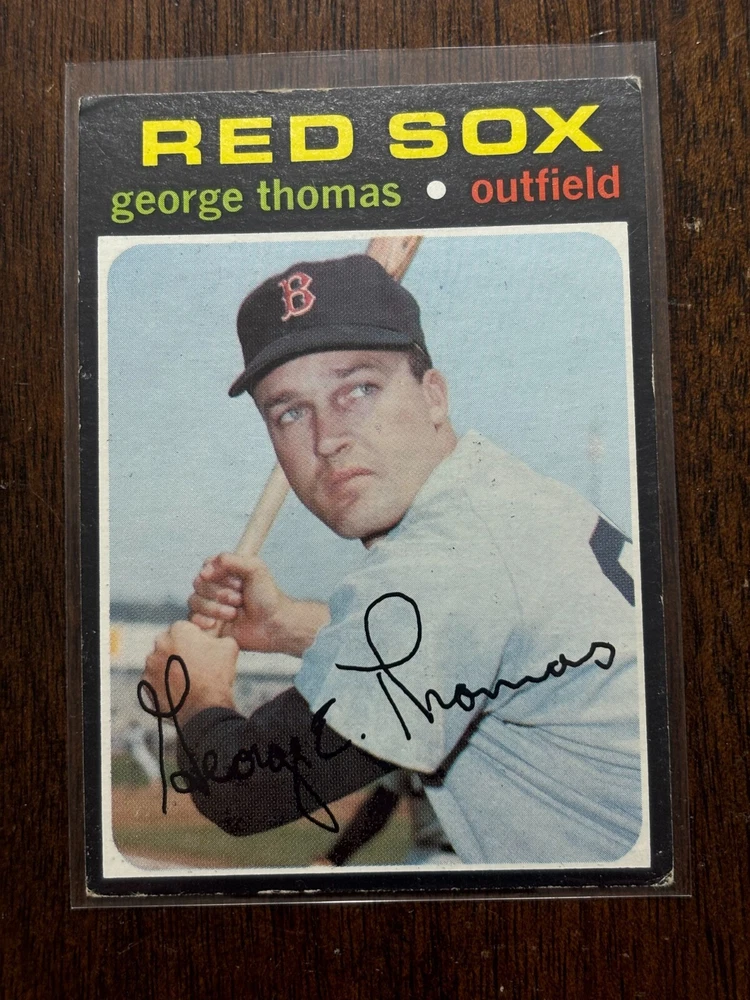 RED SOX
george thomas • outfield
B
George E. Thomas